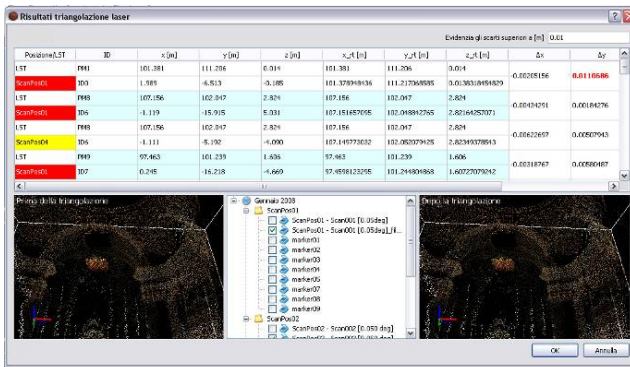 Risultati triangolazione laser
Evidenzia gli scarti superiori a [m] 0.01
Posizione/LST ID x [m] y [m] z [m] x_rt [m] y_rt [m] z_rt [m] Δx Δy
LST PM1 101.381 111.206 0.014 101.381 111.206 0.014 -0.00205156 0.0110686
ScanPos01 ID0 1.989 -6.513 -0.185 101.378948436 111.217068585 0.0138318454829
LST PM8 107.156 102.047 2.824 107.156 102.047 2.824 -0.00434291 0.00184276
ScanPos01 ID6 -1.119 -15.915 5.031 107.151657095 102.048842765 2.82164257071
LST PM8 107.156 102.047 2.824 107.156 102.047 2.824 -0.00622697 0.00507943
ScanPos04 ID6 -1.111 -5.192 -4.090 107.149773032 102.052079425 2.82349378543
LST PM9 97.463 101.239 1.606 97.463 101.239 1.606 -0.00318767 0.00580487
ScanPos01 ID7 0.245 -16.218 -4.669 97.4598123295 101.244804868 1.60727079242
Prima della triangolazione
Gennaio 2008
Dopo la triangolazione
ScanPos01
ScanPos01 - Scan001 [0.05deg]
ScanPos01 - Scan001 [0.05deg]_fil...
marker01
marker02
marker03
marker04
marker05
marker07
marker08
marker09
ScanPos02
ScanPos02 - Scan002 [0.050 deg]
OK Annulla